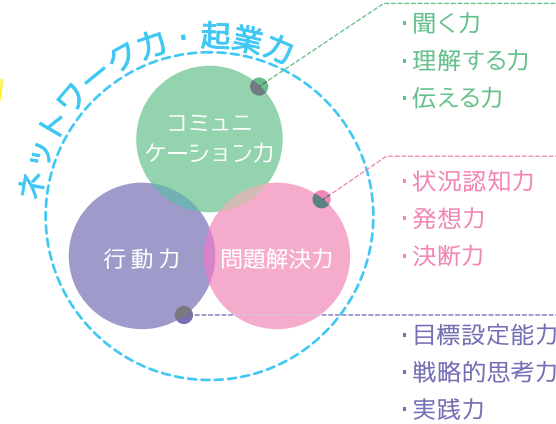 ネットワーク力・起業力
コミュニ
ケーション力
行動力
問題解決力
・聞く力
・理解する力
・伝える力
・状況認知力
・発想力
・決断力
・目標設定能力
・戦略的思考力
・実践力